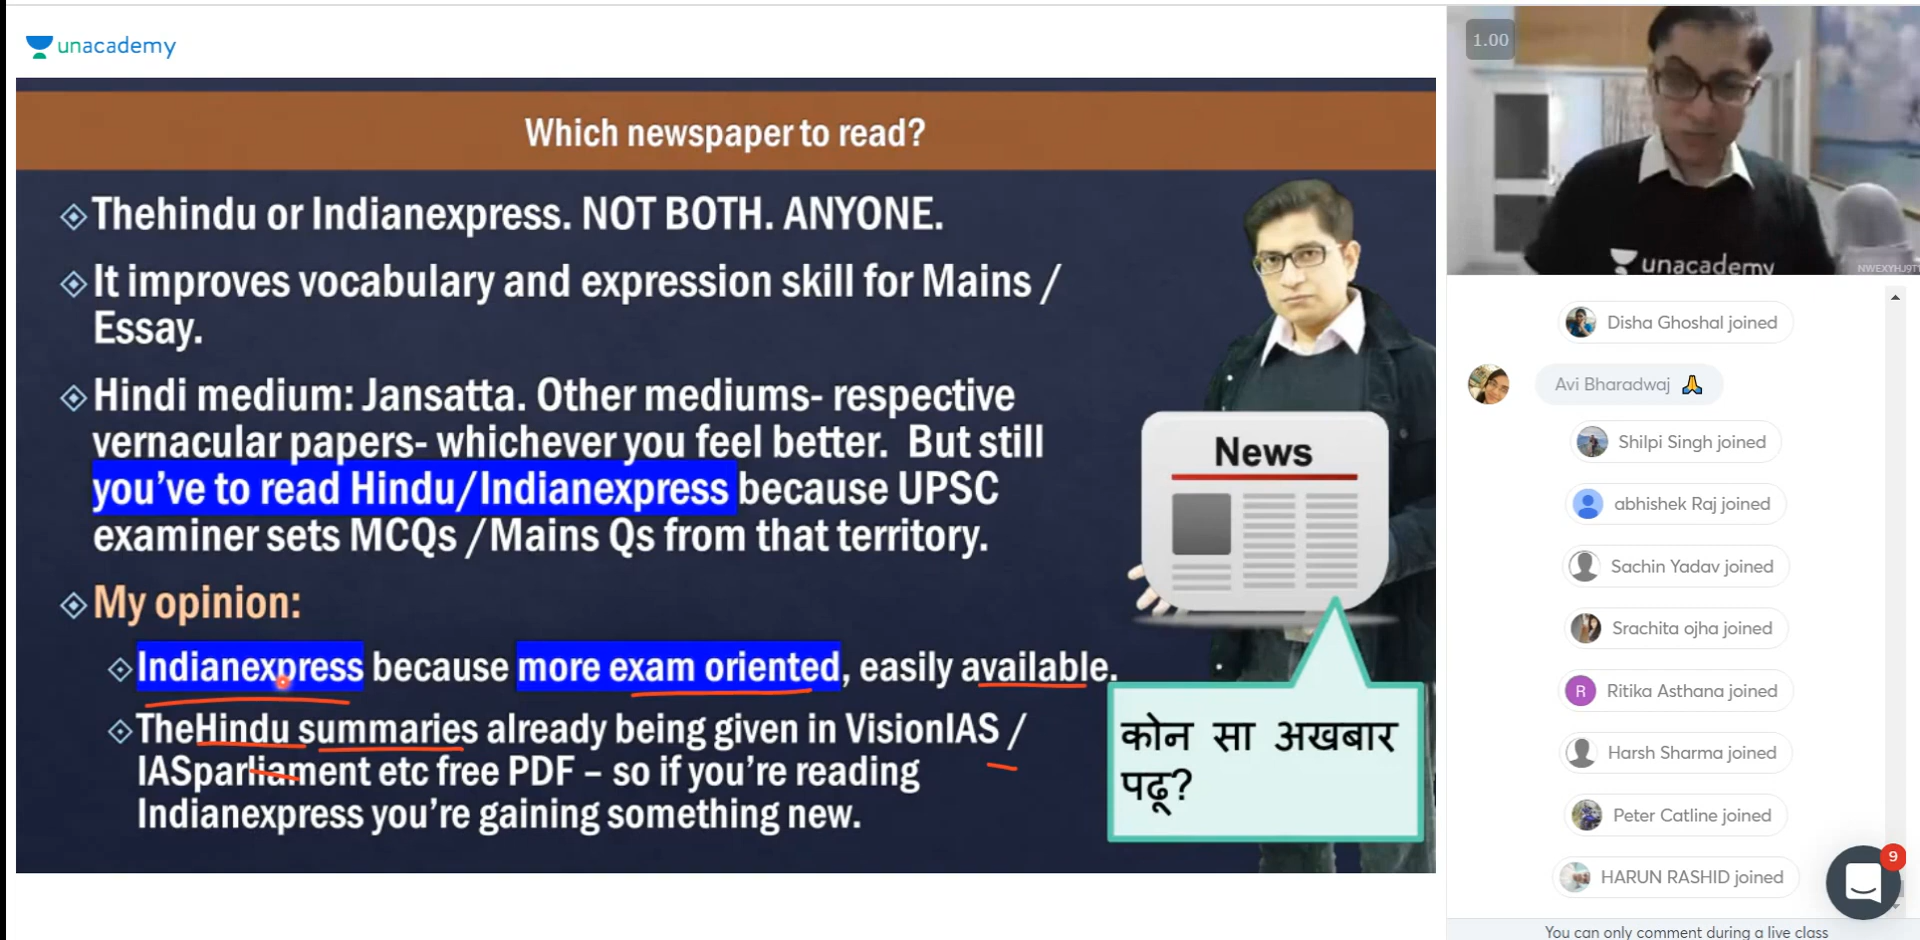 unacademy
Which newspaper to read?
Thehindu or Indianexpress. NOT BOTH. ANYONE.
It improves vocabulary and expression skill for Mains /
Essay.
Hindi medium: Jansatta. Other mediums- respective
vernacular papers- whichever you feel better. But still
you've to read Hindu/Indianexpress because UPSC
examiner sets MCQs /Mains Qs from that territory.
My opinion:
Indianexpress because more exam oriented, easily available.
TheHindu summaries already being given in VisionIAS /
IASparliament etc free PDF – so if you're reading
Indianexpress you're gaining something new.
News
कोन सा अखबार
पढू?
1.00
unacademy
NWEXYHJ9T
Disha Ghoshal joined
Avi Bharadwaj 🙏
Shilpi Singh joined
abhishek Raj joined
Sachin Yadav joined
Srachita ojha joined
R Ritika Asthana joined
Harsh Sharma joined
Peter Catline joined
HARUN RASHID joined
9
You can only comment during a live class